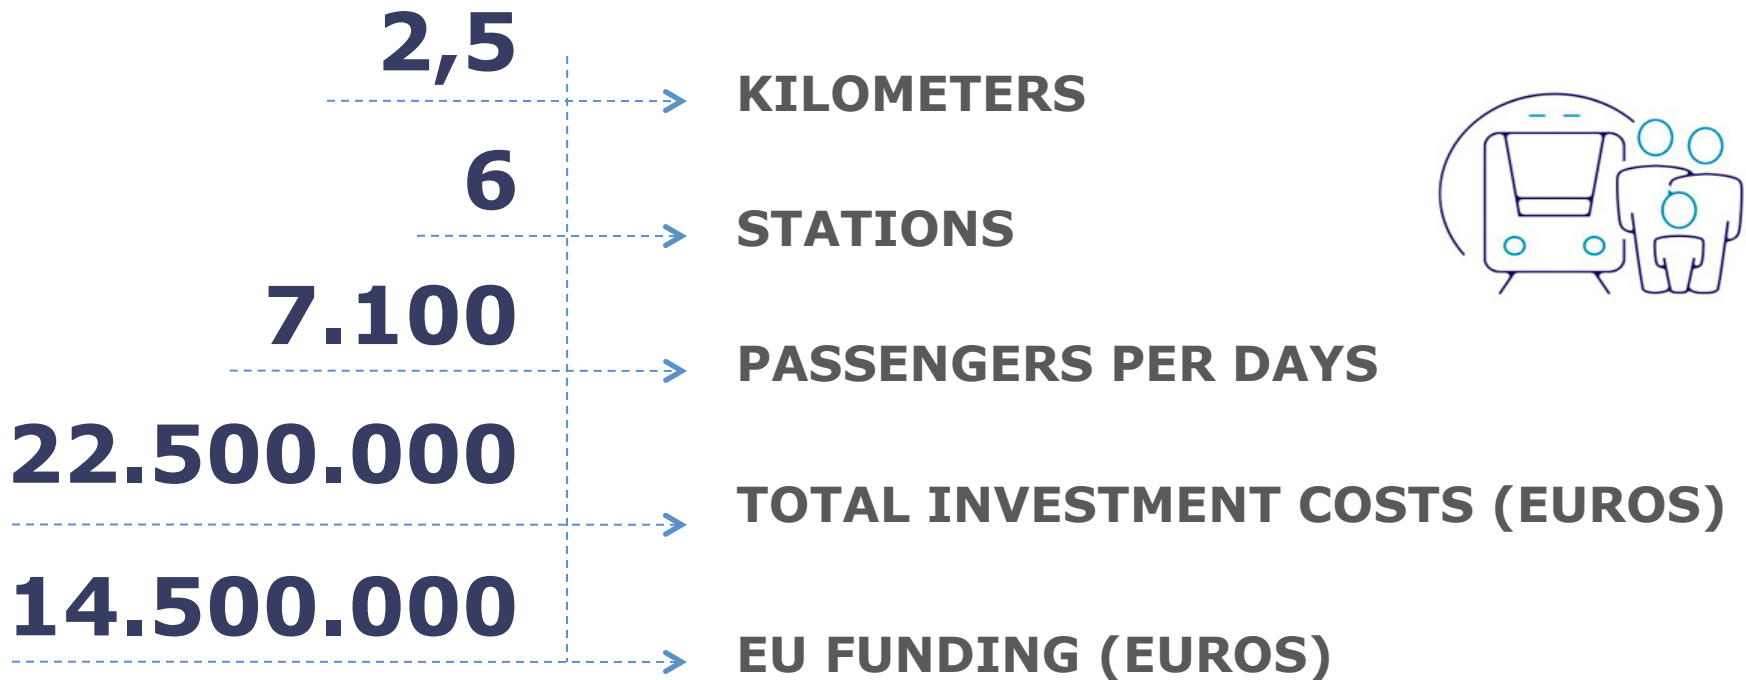 2,5
KILOMETERS
6
STATIONS
7.100
PASSENGERS PER DAYS
22.500.000
TOTAL INVESTMENT COSTS (EUROS)
14.500.000
EU FUNDING (EUROS)